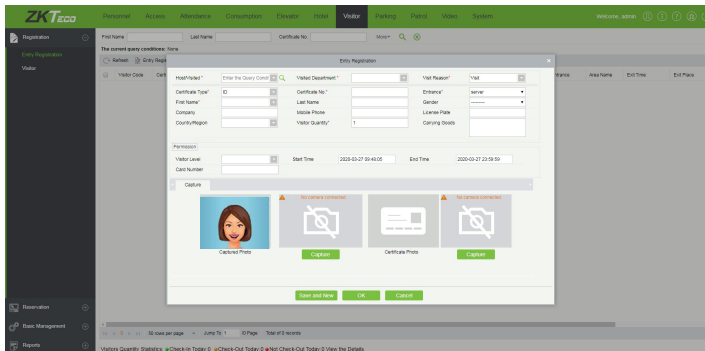 ZKTECO
Personnel Access Attendance Consumption Elevator Hotel Visitor Parking Patrol Video System
Welcome, admin
Registration
Entry Registration
Visitor
First Name Last Name Certificate No. More
The current query conditions: None
Refresh Entry Regist
Visitor Code Certi
Entry Registration
ntrance. Area Name Exit Time Exit Place
Host/Visited* Enter the Query Condit Visited Department* Visit Reason* Visit
Certificate Type* ID Certificate No.* Entrance* server
First Name* Last Name Gender ---------
Company Mobile Phone License Plate
Country/Region Visitor Quantity* 1 Carrying Goods
Permission
Visitor Level Start Time 2020-03-27 09:48:05 End Time 2020-03-27 23:59:59
Card Number
Capture
No camera connected. No camera connected.
Captured Photo Capture Certificate Photo Capture
Save and New OK Cancel
Reservation
Basic Management
Reports
50 rows per page Jump To 1 /0 Page Total of 0 records
Visitors Quantity Statistics Check-In Today:0 Check-Out Today:0 Not Check-Out Today:0 View the Details